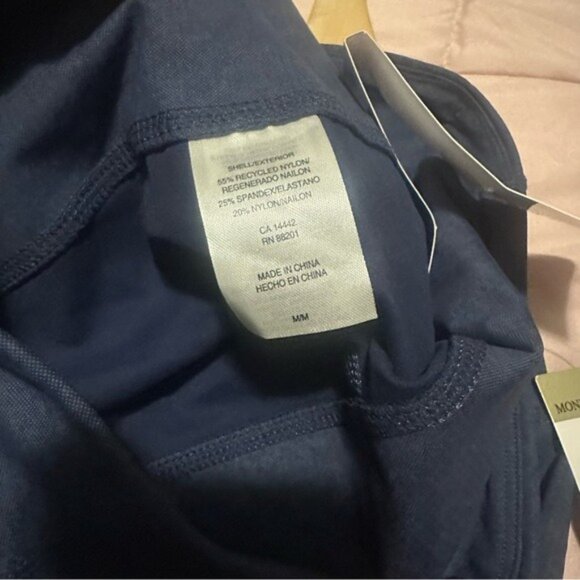 SHELL/EXTERIOR
55% RECYCLED NYLON/
REGENERADO NAILON
25% SPANDEX/ELASTANO
20% NYLON/NAILON
CA 14442
RN 88201
MADE IN CHINA
HECHO EN CHINA
M/M
MON